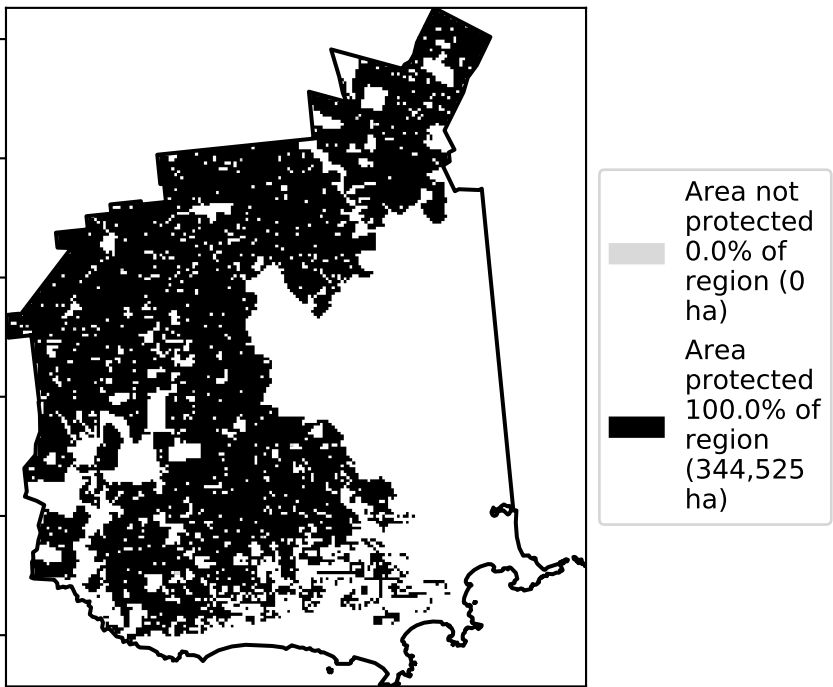 Area not
protected
0.0% of
region (0
ha)
Area
protected
100.0% of
region
(344,525
ha)